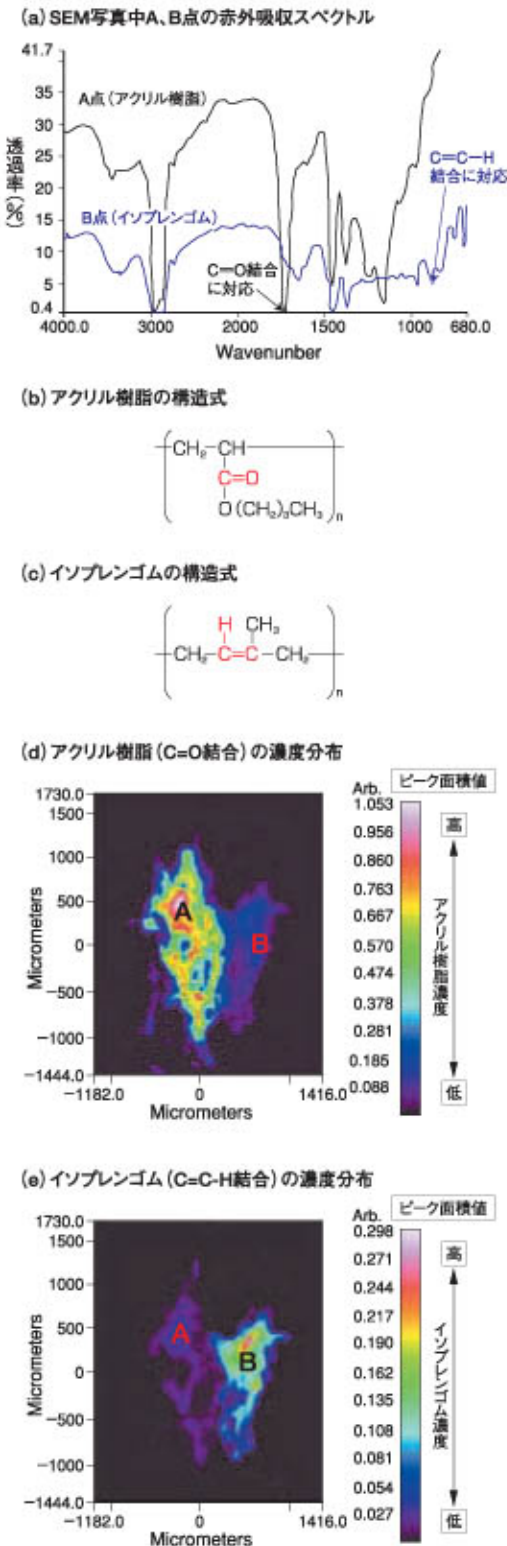 (a) SEM写真中A、B点の赤外吸収スペクトル
41.7
35
30
25
20
15
10
5
0.4
透過率(%)
A点(アクリル樹脂)
B点(イソプレンゴム)
C=O結合
に対応
C=C−H
結合に対応
4000.0 3000 2000 1500 1000 680.0
Wavenunber
(b) アクリル樹脂の構造式
CH₂ CH
C=O
O(CH₂)₃CH₃
n
(c) イソプレンゴムの構造式
H CH₃
CH₂ C=C CH₂
n
(d) アクリル樹脂(C=O結合)の濃度分布
1730.0
1500
1000
500
0
−500
−1000
−1444.0
Micrometers
A
B
−1182.0 0 1416.0
Micrometers
Arb. ピーク面積値
1.053
0.956
0.860
0.763
0.667
0.570
0.474
0.378
0.281
0.185
0.088
高
アクリル樹脂濃度
低
(e) イソプレンゴム(C=C-H結合)の濃度分布
1730.0
1500
1000
500
0
−500
−1000
−1444.0
Micrometers
A
B
−1182.0 0 1416.0
Micrometers
Arb. ピーク面積値
0.298
0.271
0.244
0.217
0.190
0.162
0.135
0.108
0.081
0.054
0.027
高
イソプレンゴム濃度
低